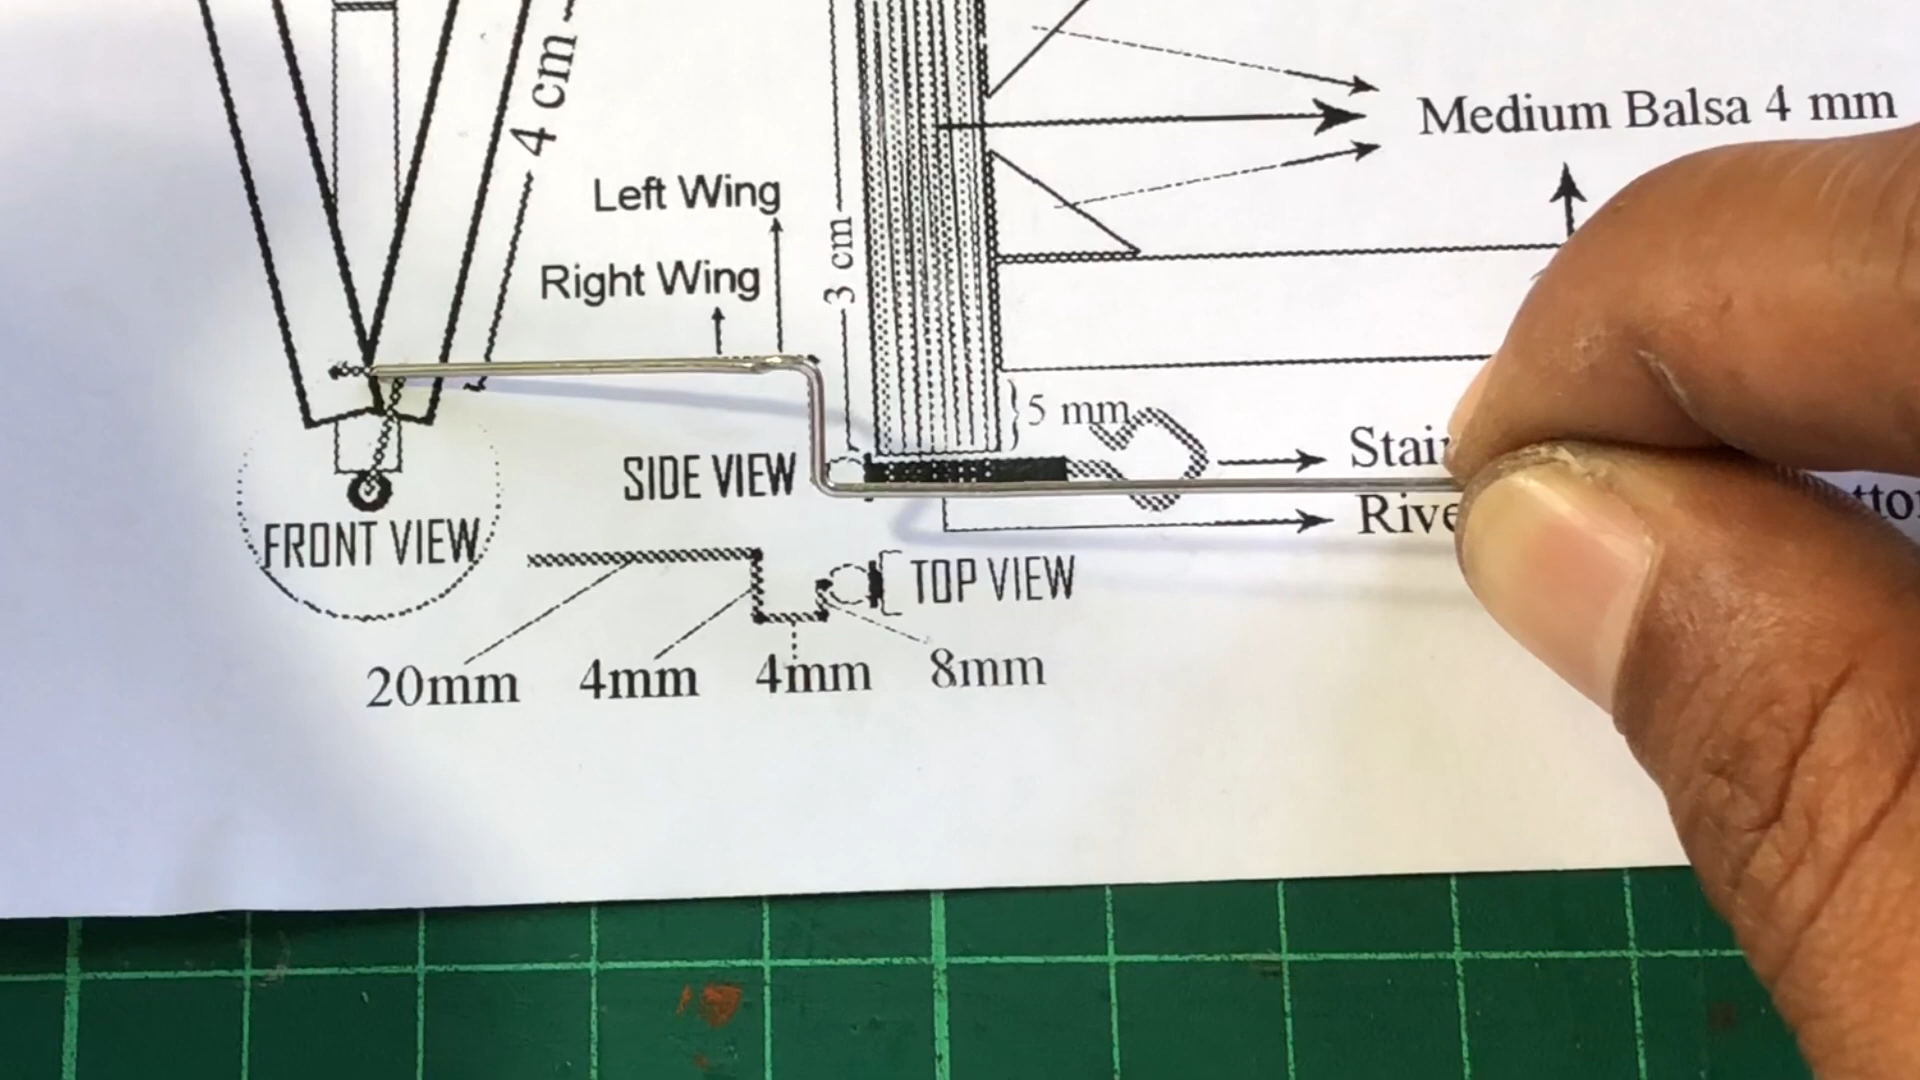 4 cm
Medium Balsa 4 mm
Left Wing
3 cm
Right Wing
5 mm
SIDE VIEW
FRONT VIEW
TOP VIEW
20mm 4mm 4mm 8mm